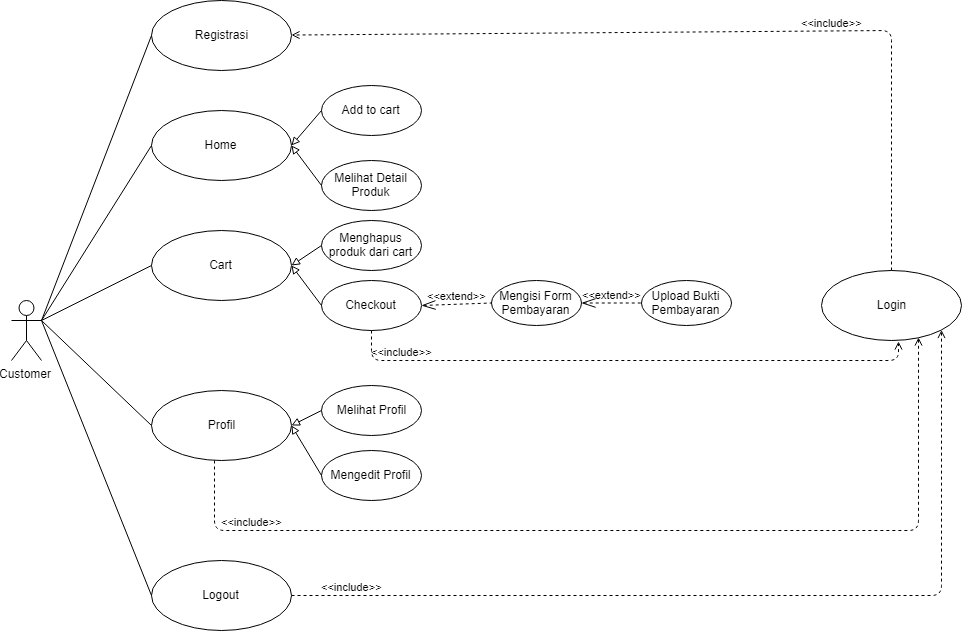 <<include>>
Registrasi
Add to cart
Home
Melihat Detail
Produk
Menghapus
produk dari cart
Cart
<<extend>>
Mengisi Form
Pembayaran
<<extend>>
Upload Bukti
Pembayaran
Checkout
Login
<<include>>
Customer
Melihat Profil
Profil
Mengedit Profil
<<include>>
<<include>>
Logout